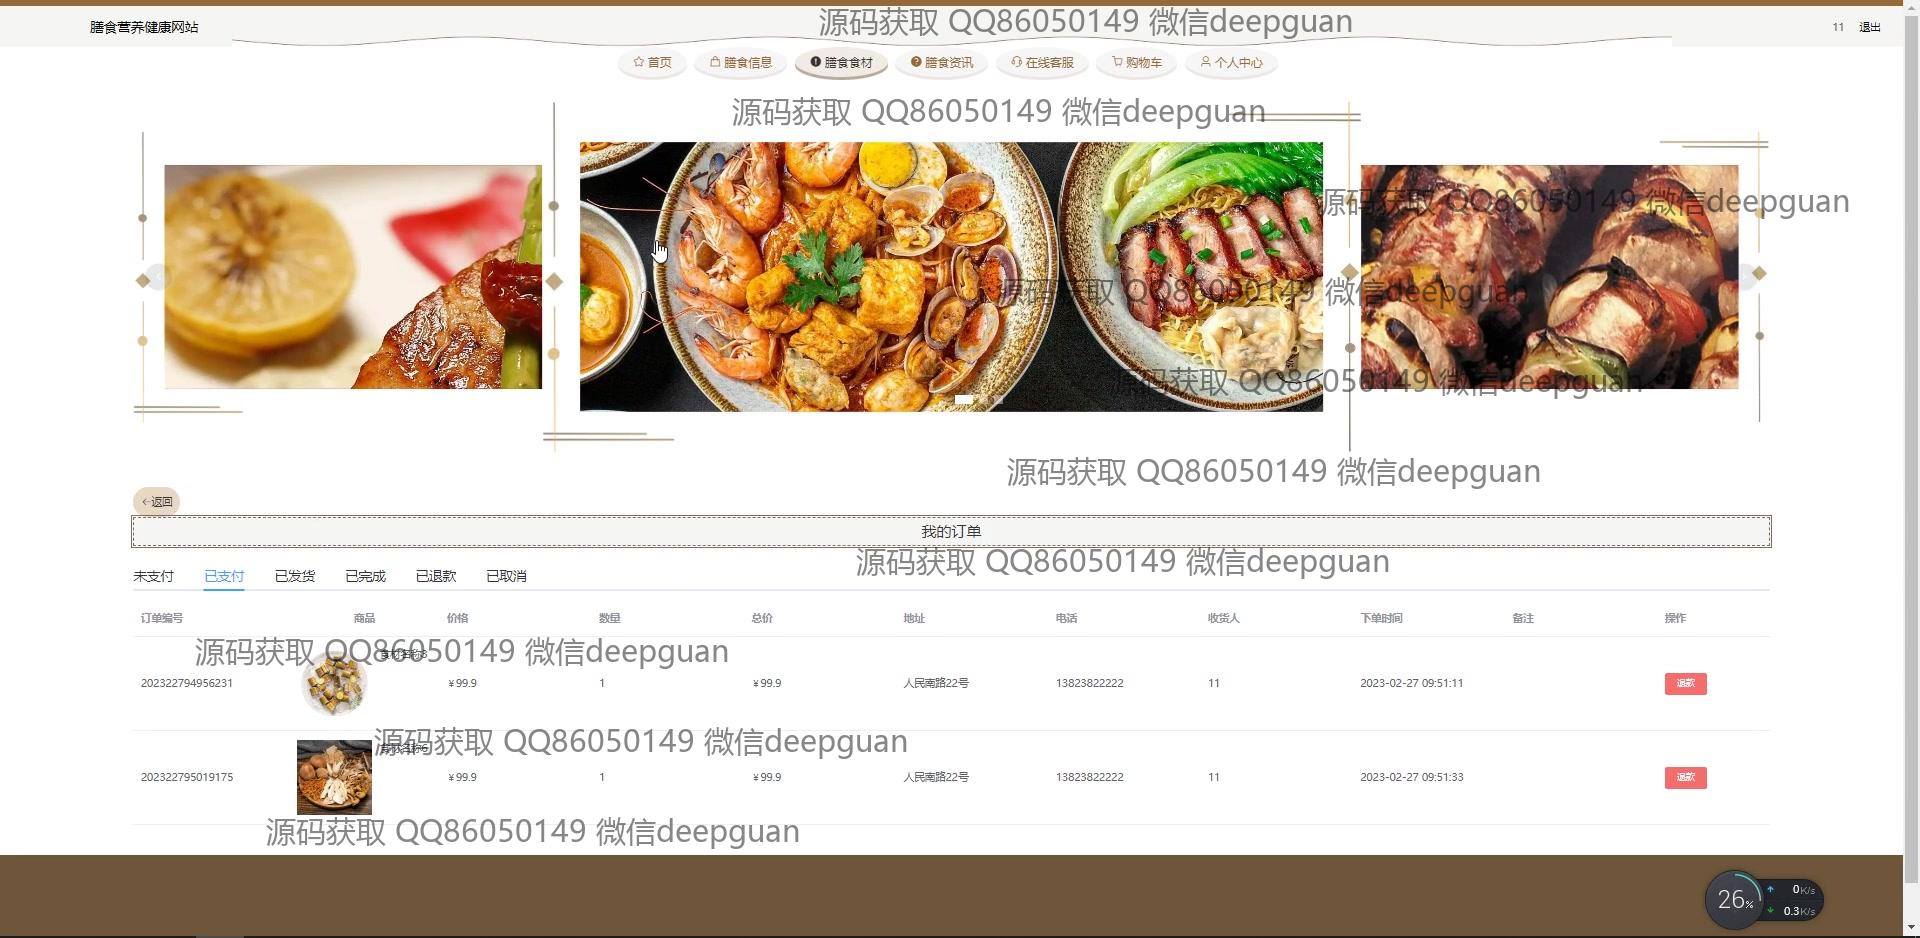 膳食营养健康网站
源码获取 QQ86050149 微信deepguan
11 退出
首页 膳食信息 膳食食材 膳食资讯 在线客服 购物车 个人中心
源码获取 QQ86050149 微信deepguan
源码获取 QQ86050149 微信deepguan
源码获取 QQ86050149 微信deepguan
源码获取 QQ86050149 微信deepguan
源码获取 QQ86050149 微信deepguan
←返回
我的订单
源码获取 QQ86050149 微信deepguan
未支付 已支付 已发货 已完成 已退款 已取消
订单编号 商品 价格 数量 总价 地址 电话 收货人 下单时间 备注 操作
源码获取 QQ86050149 微信deepguan
食材名称8
202322794956231 ￥99.9 1 ￥99.9 人民南路22号 13823822222 11 2023-02-27 09:51:11 退款
源码获取 QQ86050149 微信deepguan
食材名称6
202322795019175 ￥99.9 1 ￥99.9 人民南路22号 13823822222 11 2023-02-27 09:51:33 退款
源码获取 QQ86050149 微信deepguan
26% 0K/s
0.3K/s